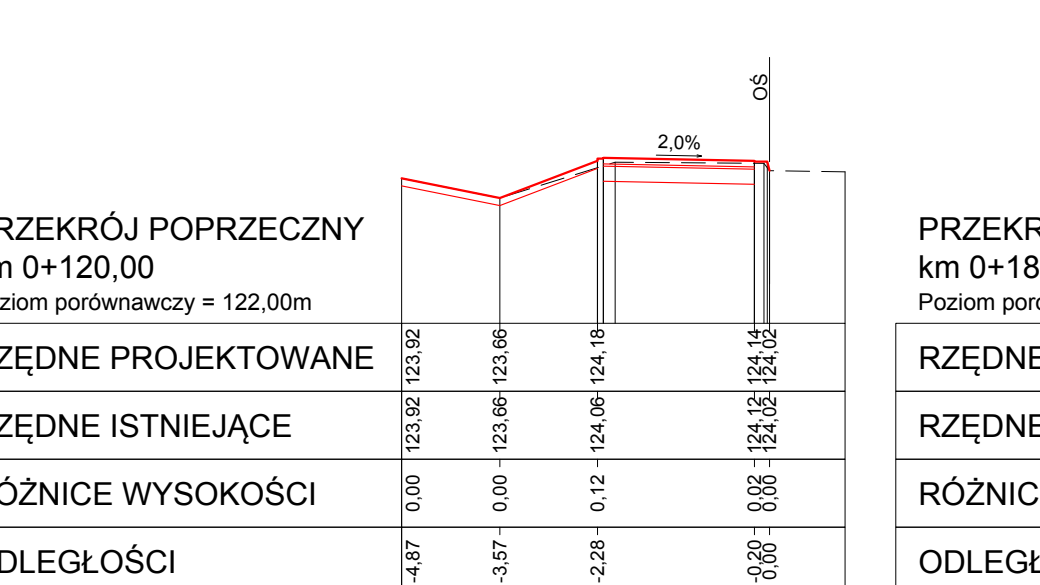 OŚ
2,0%
RZEKRÓJ POPRZECZNY
m 0+120,00
ziom porównawczy = 122,00m
ZĘDNE PROJEKTOWANE
123,92
123,66
124,18
124,14
124,02
ZĘDNE ISTNIEJĄCE
123,92
123,66
124,06
124,12
124,02
ÓŻNICE WYSOKOŚCI
0,00
0,00
0,12
0,02
0,00
DLEGŁOŚCI
-4,87
-3,57
-2,28
-0,20
0,00
PRZEKR
km 0+18
Poziom poró
RZĘDNE
RZĘDNE
RÓŻNIC
ODLEGŁ